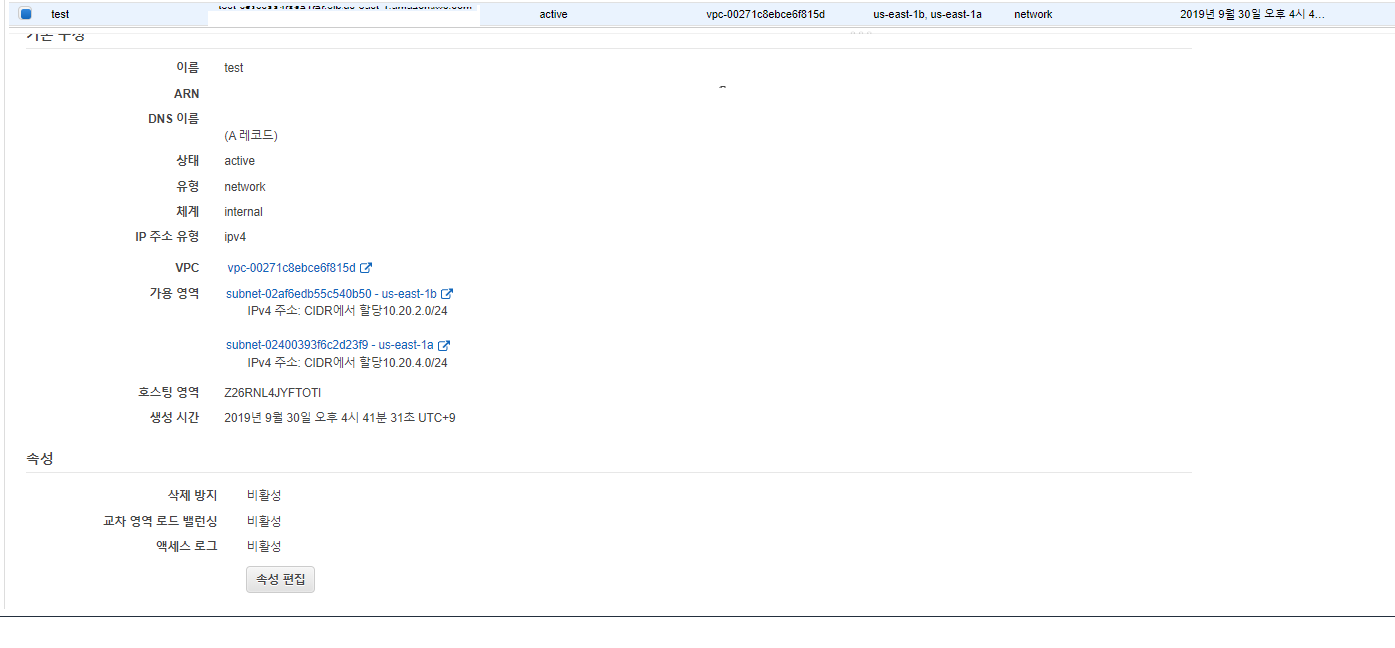 test active vpc-00271c8ebce6f815d us-east-1b, us-east-1a network 2019년 9월 30일 오후 4시 4...
기본 구성
이름 test
ARN
DNS 이름
(A 레코드)
상태 active
유형 network
체계 internal
IP 주소 유형 ipv4
VPC vpc-00271c8ebce6f815d
가용 영역 subnet-02af6edb55c540b50 - us-east-1b
IPv4 주소: CIDR에서 할당10.20.2.0/24
subnet-02400393f6c2d23f9 - us-east-1a
IPv4 주소: CIDR에서 할당10.20.4.0/24
호스팅 영역 Z26RNL4JYFTOTI
생성 시간 2019년 9월 30일 오후 4시 41분 31초 UTC+9
속성
삭제 방지 비활성
교차 영역 로드 밸런싱 비활성
액세스 로그 비활성
속성 편집